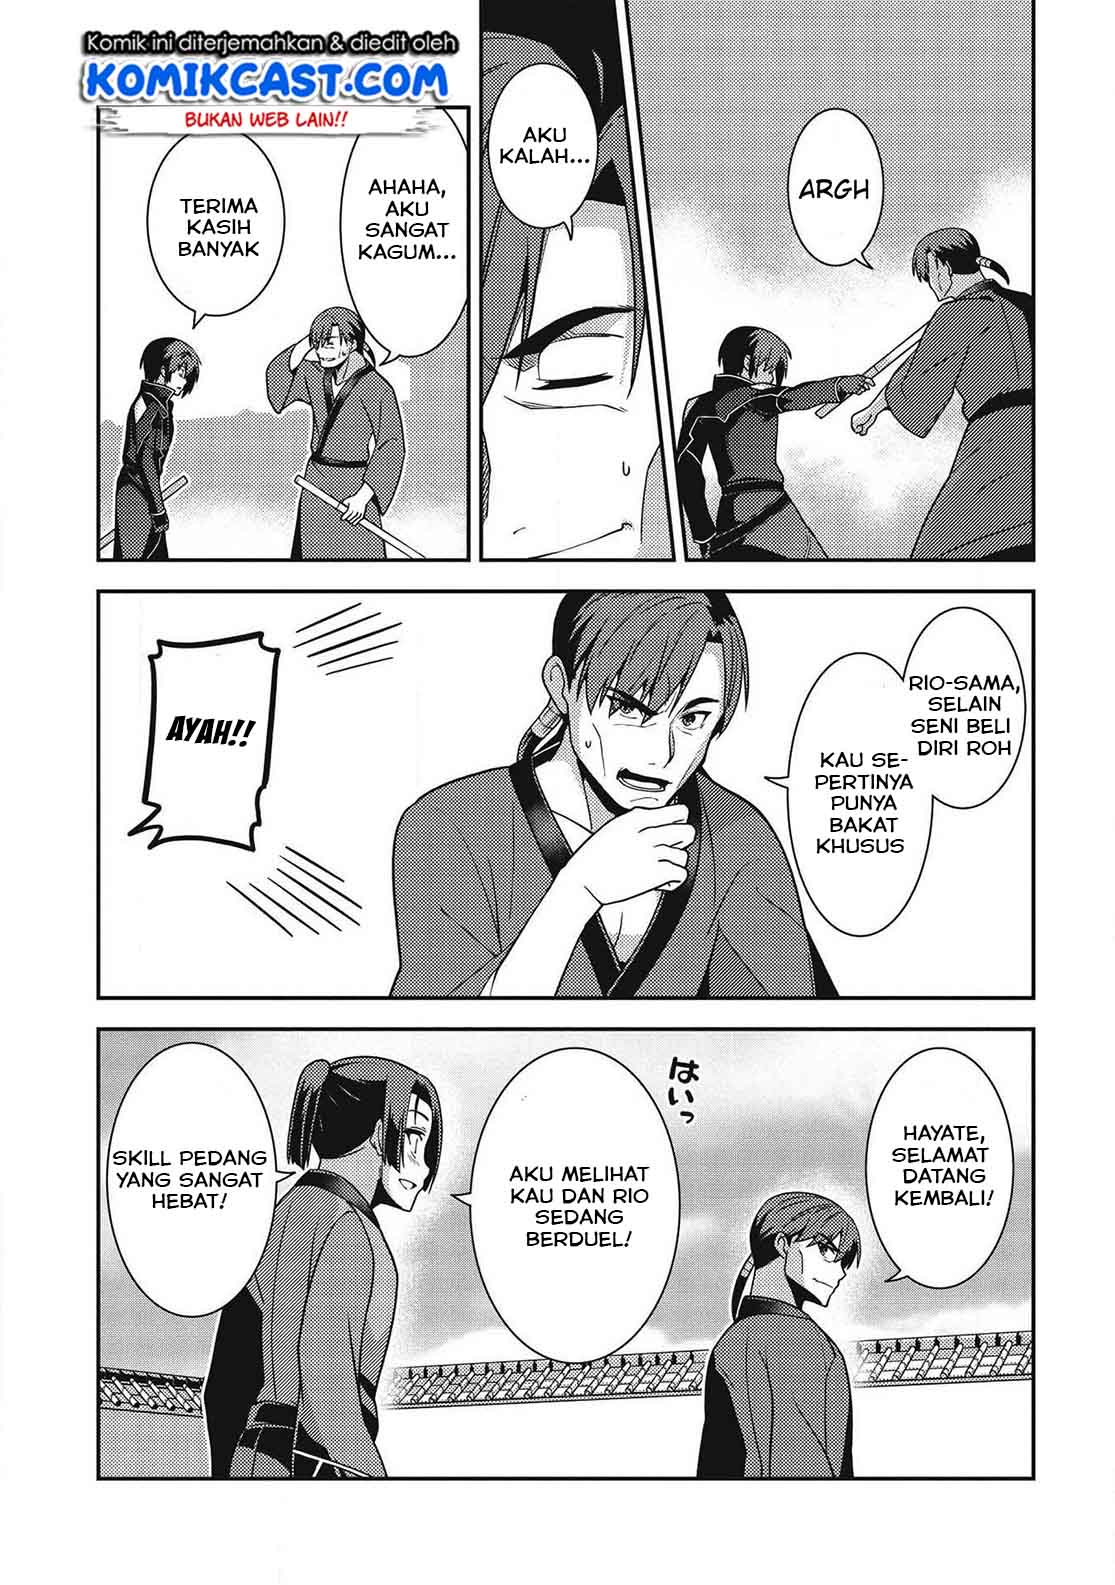 Komik ini diterjemahkan & diedit oleh
KOMIKCAST.COM
BUKAN WEB LAIN!!
ARGH
AKU
KALAH...
AHAHA,
AKU
SANGAT
KAGUM...
TERIMA
KASIH
BANYAK
RIO-SAMA,
SELAIN
SENI BELI
DIRI ROH
KAU SE-
PERTINYA
PUNYA
BAKAT
KHUSUS
AYAH!!
HAYATE,
SELAMAT
DATANG
KEMBALI!
はいっ
AKU MELIHAT
KAU DAN RIO
SEDANG
BERDUEL!
SKILL PEDANG
YANG SANGAT
HEBAT!